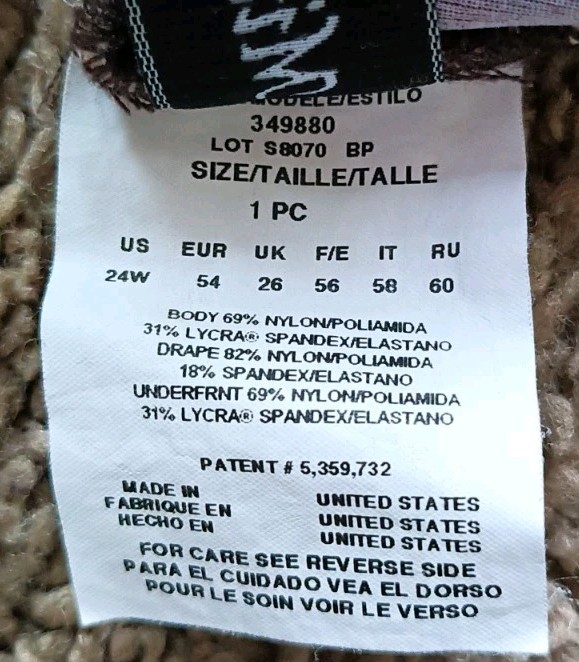 MODELE/ESTILO
349880
LOT S8070 BP
SIZE/TAILLE/TALLE
1 PC
US EUR UK F/E IT RU
24W 54 26 56 58 60
BODY 69% NYLON/POLIAMIDA
31% LYCRA® SPANDEX/ELASTANO
DRAPE 82% NYLON/POLIAMIDA
18% SPANDEX/ELASTANO
UNDERFRNT 69% NYLON/POLIAMIDA
31% LYCRA® SPANDEX/ELASTANO
PATENT # 5,359,732
MADE IN UNITED STATES
FABRIQUE EN UNITED STATES
HECHO EN UNITED STATES
FOR CARE SEE REVERSE SIDE
PARA EL CUIDADO VEA EL DORSO
POUR LE SOIN VOIR LE VERSO